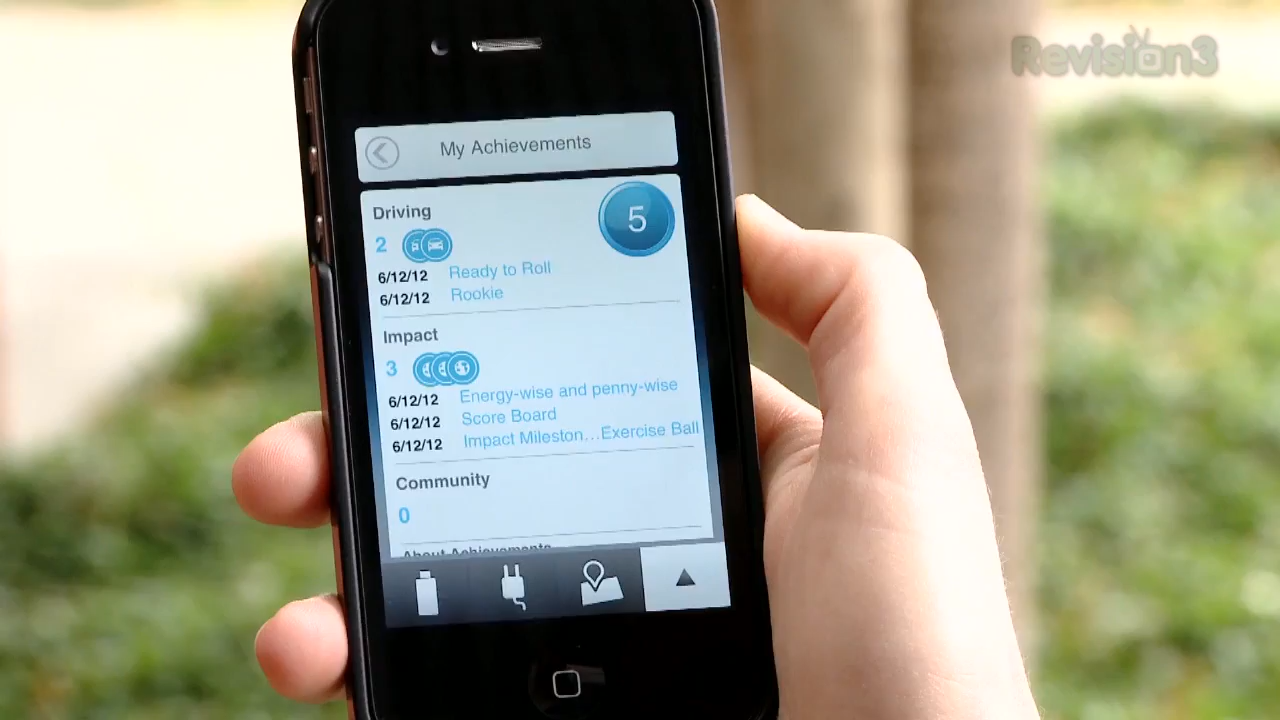 Revision3
My Achievements
Driving
5
2
6/12/12 Ready to Roll
6/12/12 Rookie
Impact
3
6/12/12 Energy-wise and penny-wise
6/12/12 Score Board
6/12/12 Impact Mileston...Exercise Ball
Community
0
About Achievements